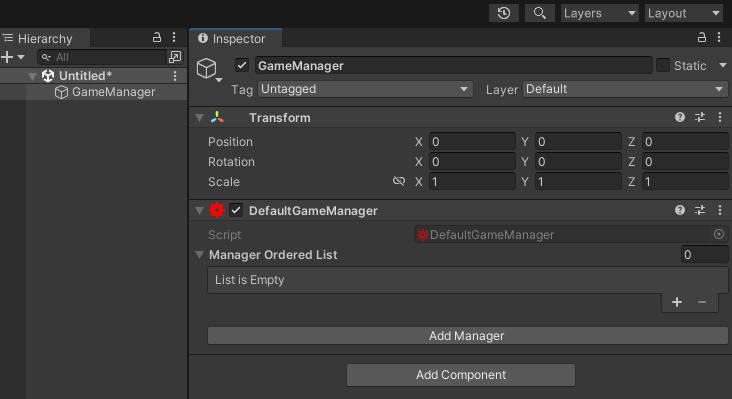 Layers Layout
Hierarchy
All
Untitled*
GameManager
Inspector
GameManager Static
Tag Untagged Layer Default
Transform
Position X 0 Y 0 Z 0
Rotation X 0 Y 0 Z 0
Scale X 1 Y 1 Z 1
DefaultGameManager
Script DefaultGameManager
Manager Ordered List 0
List is Empty
Add Manager
Add Component